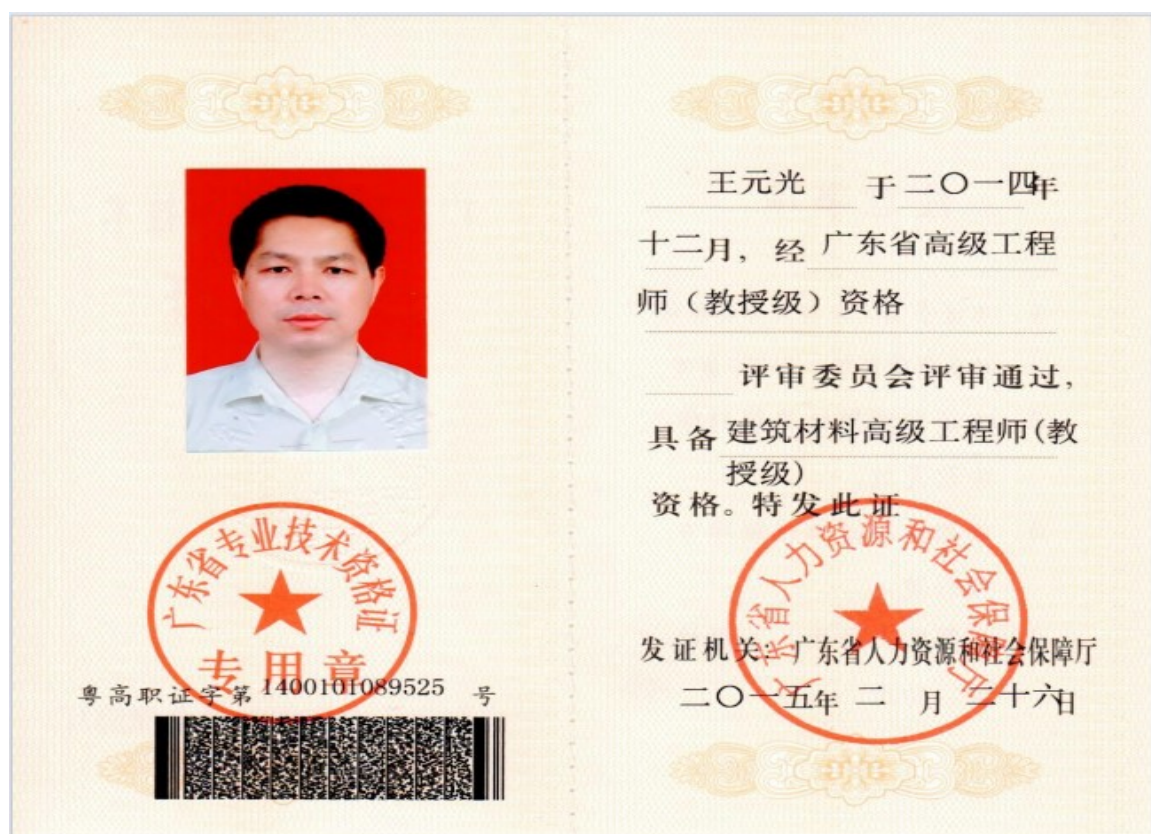 广东省专业技术资格证
专用章
粤高职证字第 1400101089525 号
王元光 于 二〇一四年
十二月，经 广东省高级工程
师（教授级）资格
评审委员会评审通过，
具备 建筑材料高级工程师(教
授级)
资格。特发此证
广东省人力资源和社会保障厅
发证机关：广东省人力资源和社会保障厅
二〇一五年 二 月 二十六日